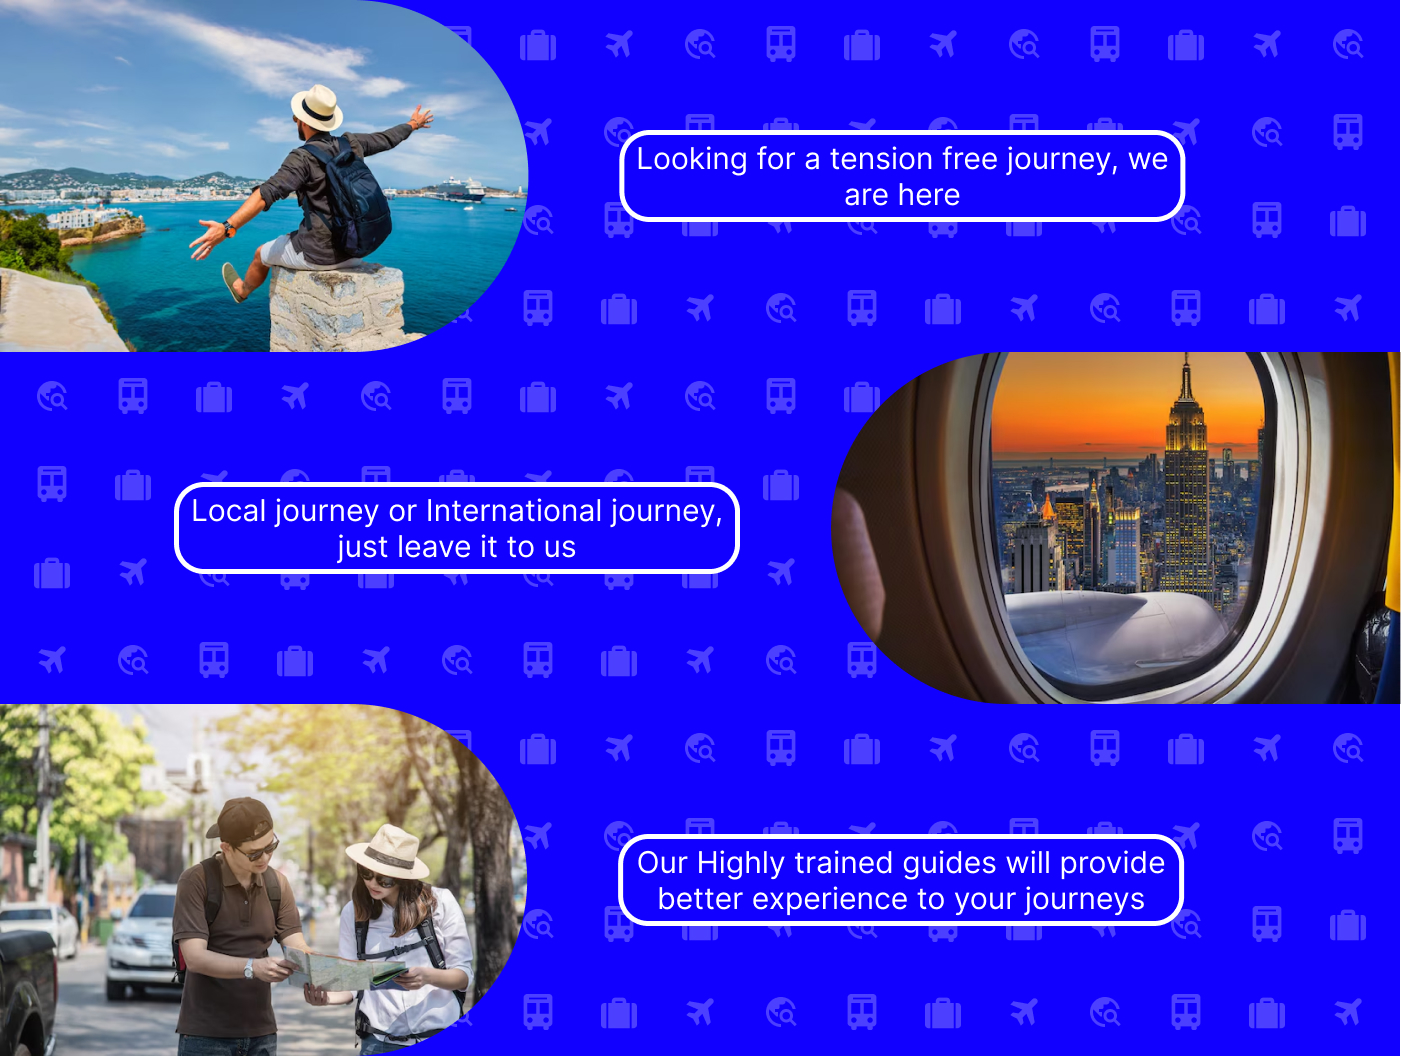 Looking for a tension free journey, we
are here
Local journey or International journey,
just leave it to us
Our Highly trained guides will provide
better experience to your journeys